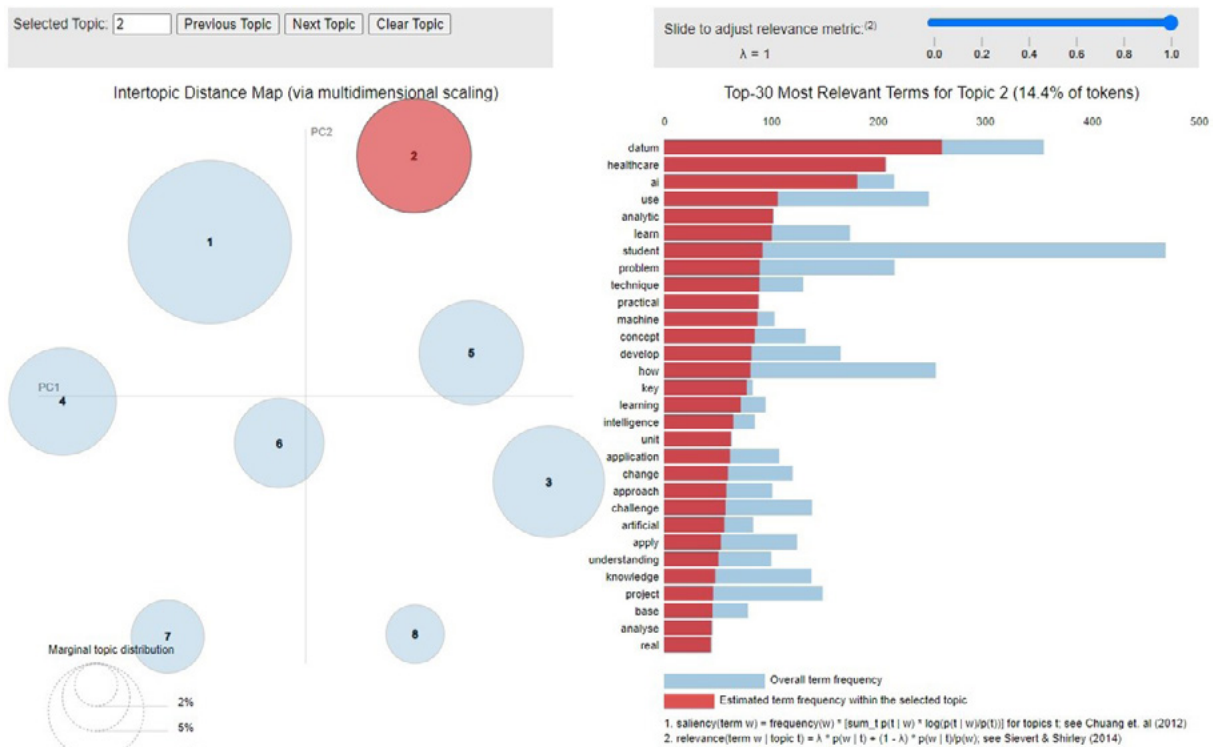 Selected Topic: 2 Previous Topic Next Topic Clear Topic
Slide to adjust relevance metric:(2)
λ = 1
0.0 0.2 0.4 0.6 0.8 1.0
Intertopic Distance Map (via multidimensional scaling)
PC2
PC1
1
2
3
4
5
6
7
8
Marginal topic distribution
2%
5%
Top-30 Most Relevant Terms for Topic 2 (14.4% of tokens)
0 100 200 300 400 500
datum
healthcare
ai
use
analytic
learn
student
problem
technique
practical
machine
concept
develop
how
key
learning
intelligence
unit
application
change
approach
challenge
artificial
apply
understanding
knowledge
project
base
analyse
real
Overall term frequency
Estimated term frequency within the selected topic
1. saliency(term w) = frequency(w) * [sum_t p(t | w) * log(p(t | w)/p(t))] for topics t; see Chuang et. al (2012)
2. relevance(term w | topic t) = λ * p(w | t) + (1 - λ) * p(w | t)/p(w); see Sievert & Shirley (2014)